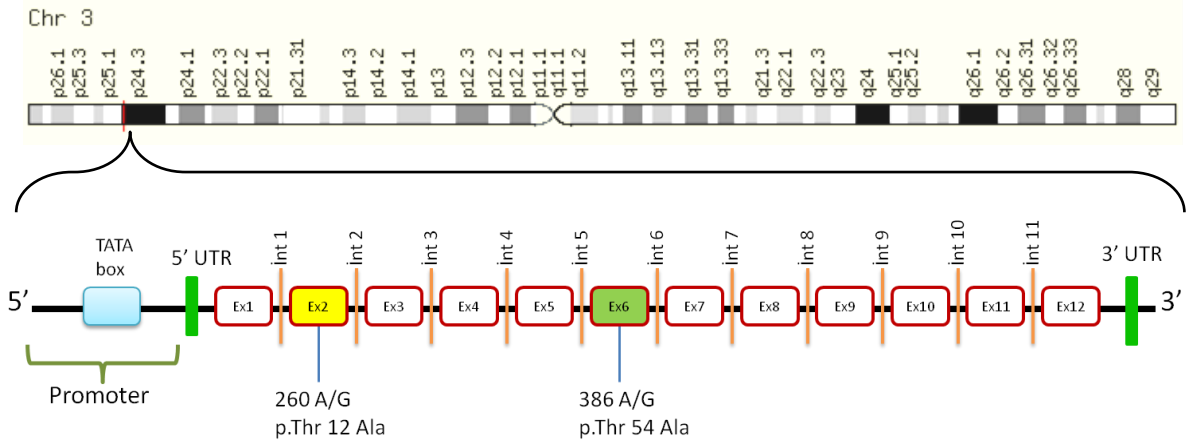 Chr 3
p26.1 p25.3 p25.1 p24.3 p24.1 p22.3 p22.2 p22.1 p21.31 p14.3 p14.2 p14.1 p13 p12.3 p12.2 p12.1 p11.1 q11.1 q11.2 q13.11 q13.13 q13.31 q13.33 q21.3 q22.1 q22.3 q23 q24 q25.1 q25.2 q26.1 q26.2 q26.31 q26.32 q26.33 q28 q29
TATA
box
5’ UTR
int 1
int 2
int 3
int 4
int 5
int 6
int 7
int 8
int 9
int 10
int 11
3’ UTR
5’
Ex1
Ex2
Ex3
Ex4
Ex5
Ex6
Ex7
Ex8
Ex9
Ex10
Ex11
Ex12
3’
Promoter
260 A/G
p.Thr 12 Ala
386 A/G
p.Thr 54 Ala